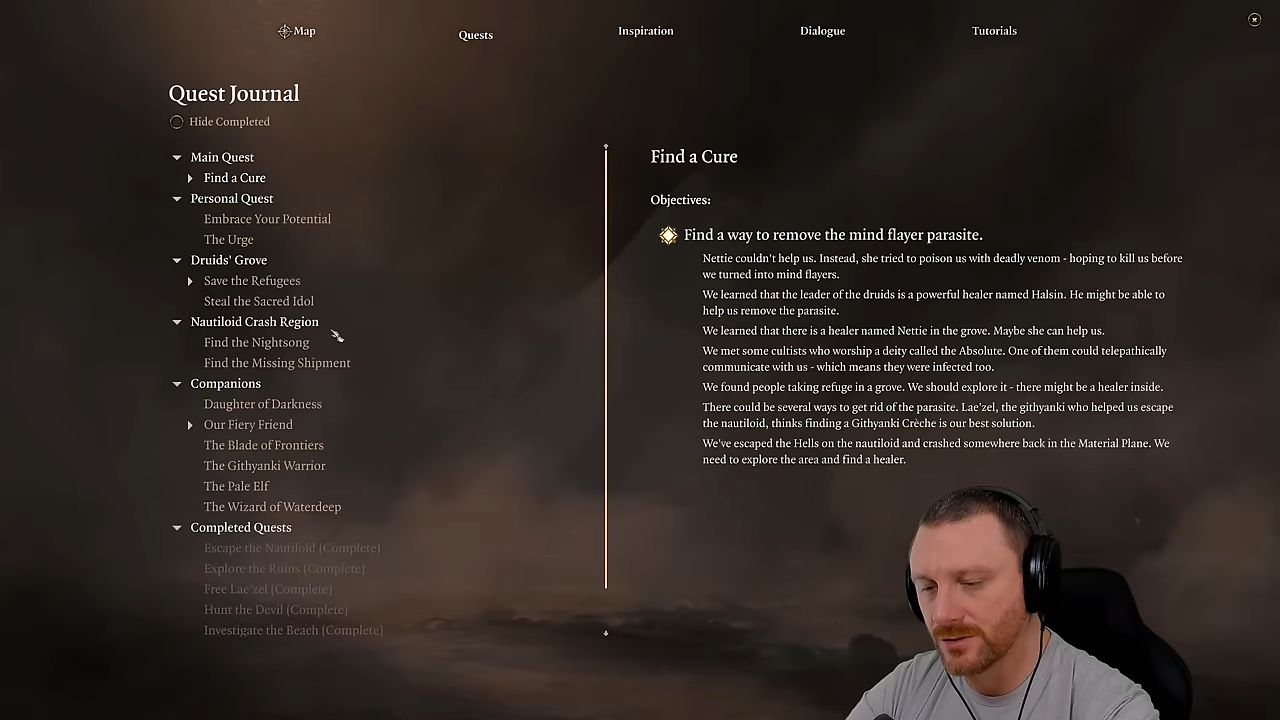 Map
Quests
Inspiration
Dialogue
Tutorials
Quest Journal
Hide Completed
Main Quest
Find a Cure
Personal Quest
Embrace Your Potential
The Urge
Druids' Grove
Save the Refugees
Steal the Sacred Idol
Nautiloid Crash Region
Find the Nightsong
Find the Missing Shipment
Companions
Daughter of Darkness
Our Fiery Friend
The Blade of Frontiers
The Githyanki Warrior
The Pale Elf
The Wizard of Waterdeep
Completed Quests
Escape the Nautiloid (Complete)
Explore the Ruins (Complete)
Free Lae'zel (Complete)
Hunt the Devil (Complete)
Investigate the Beach (Complete)
Find a Cure
Objectives:
Find a way to remove the mind flayer parasite.
Nettie couldn't help us. Instead, she tried to poison us with deadly venom - hoping to kill us before
we turned into mind flayers.
We learned that the leader of the druids is a powerful healer named Halsin. He might be able to
help us remove the parasite.
We learned that there is a healer named Nettie in the grove. Maybe she can help us.
We met some cultists who worship a deity called the Absolute. One of them could telepathically
communicate with us - which means they were infected too.
We found people taking refuge in a grove. We should explore it - there might be a healer inside.
There could be several ways to get rid of the parasite. Lae'zel, the githyanki who helped us escape
the nautiloid, thinks finding a Githyanki Crèche is our best solution.
We've escaped the Hells on the nautiloid and crashed somewhere back in the Material Plane. We
need to explore the area and find a healer.